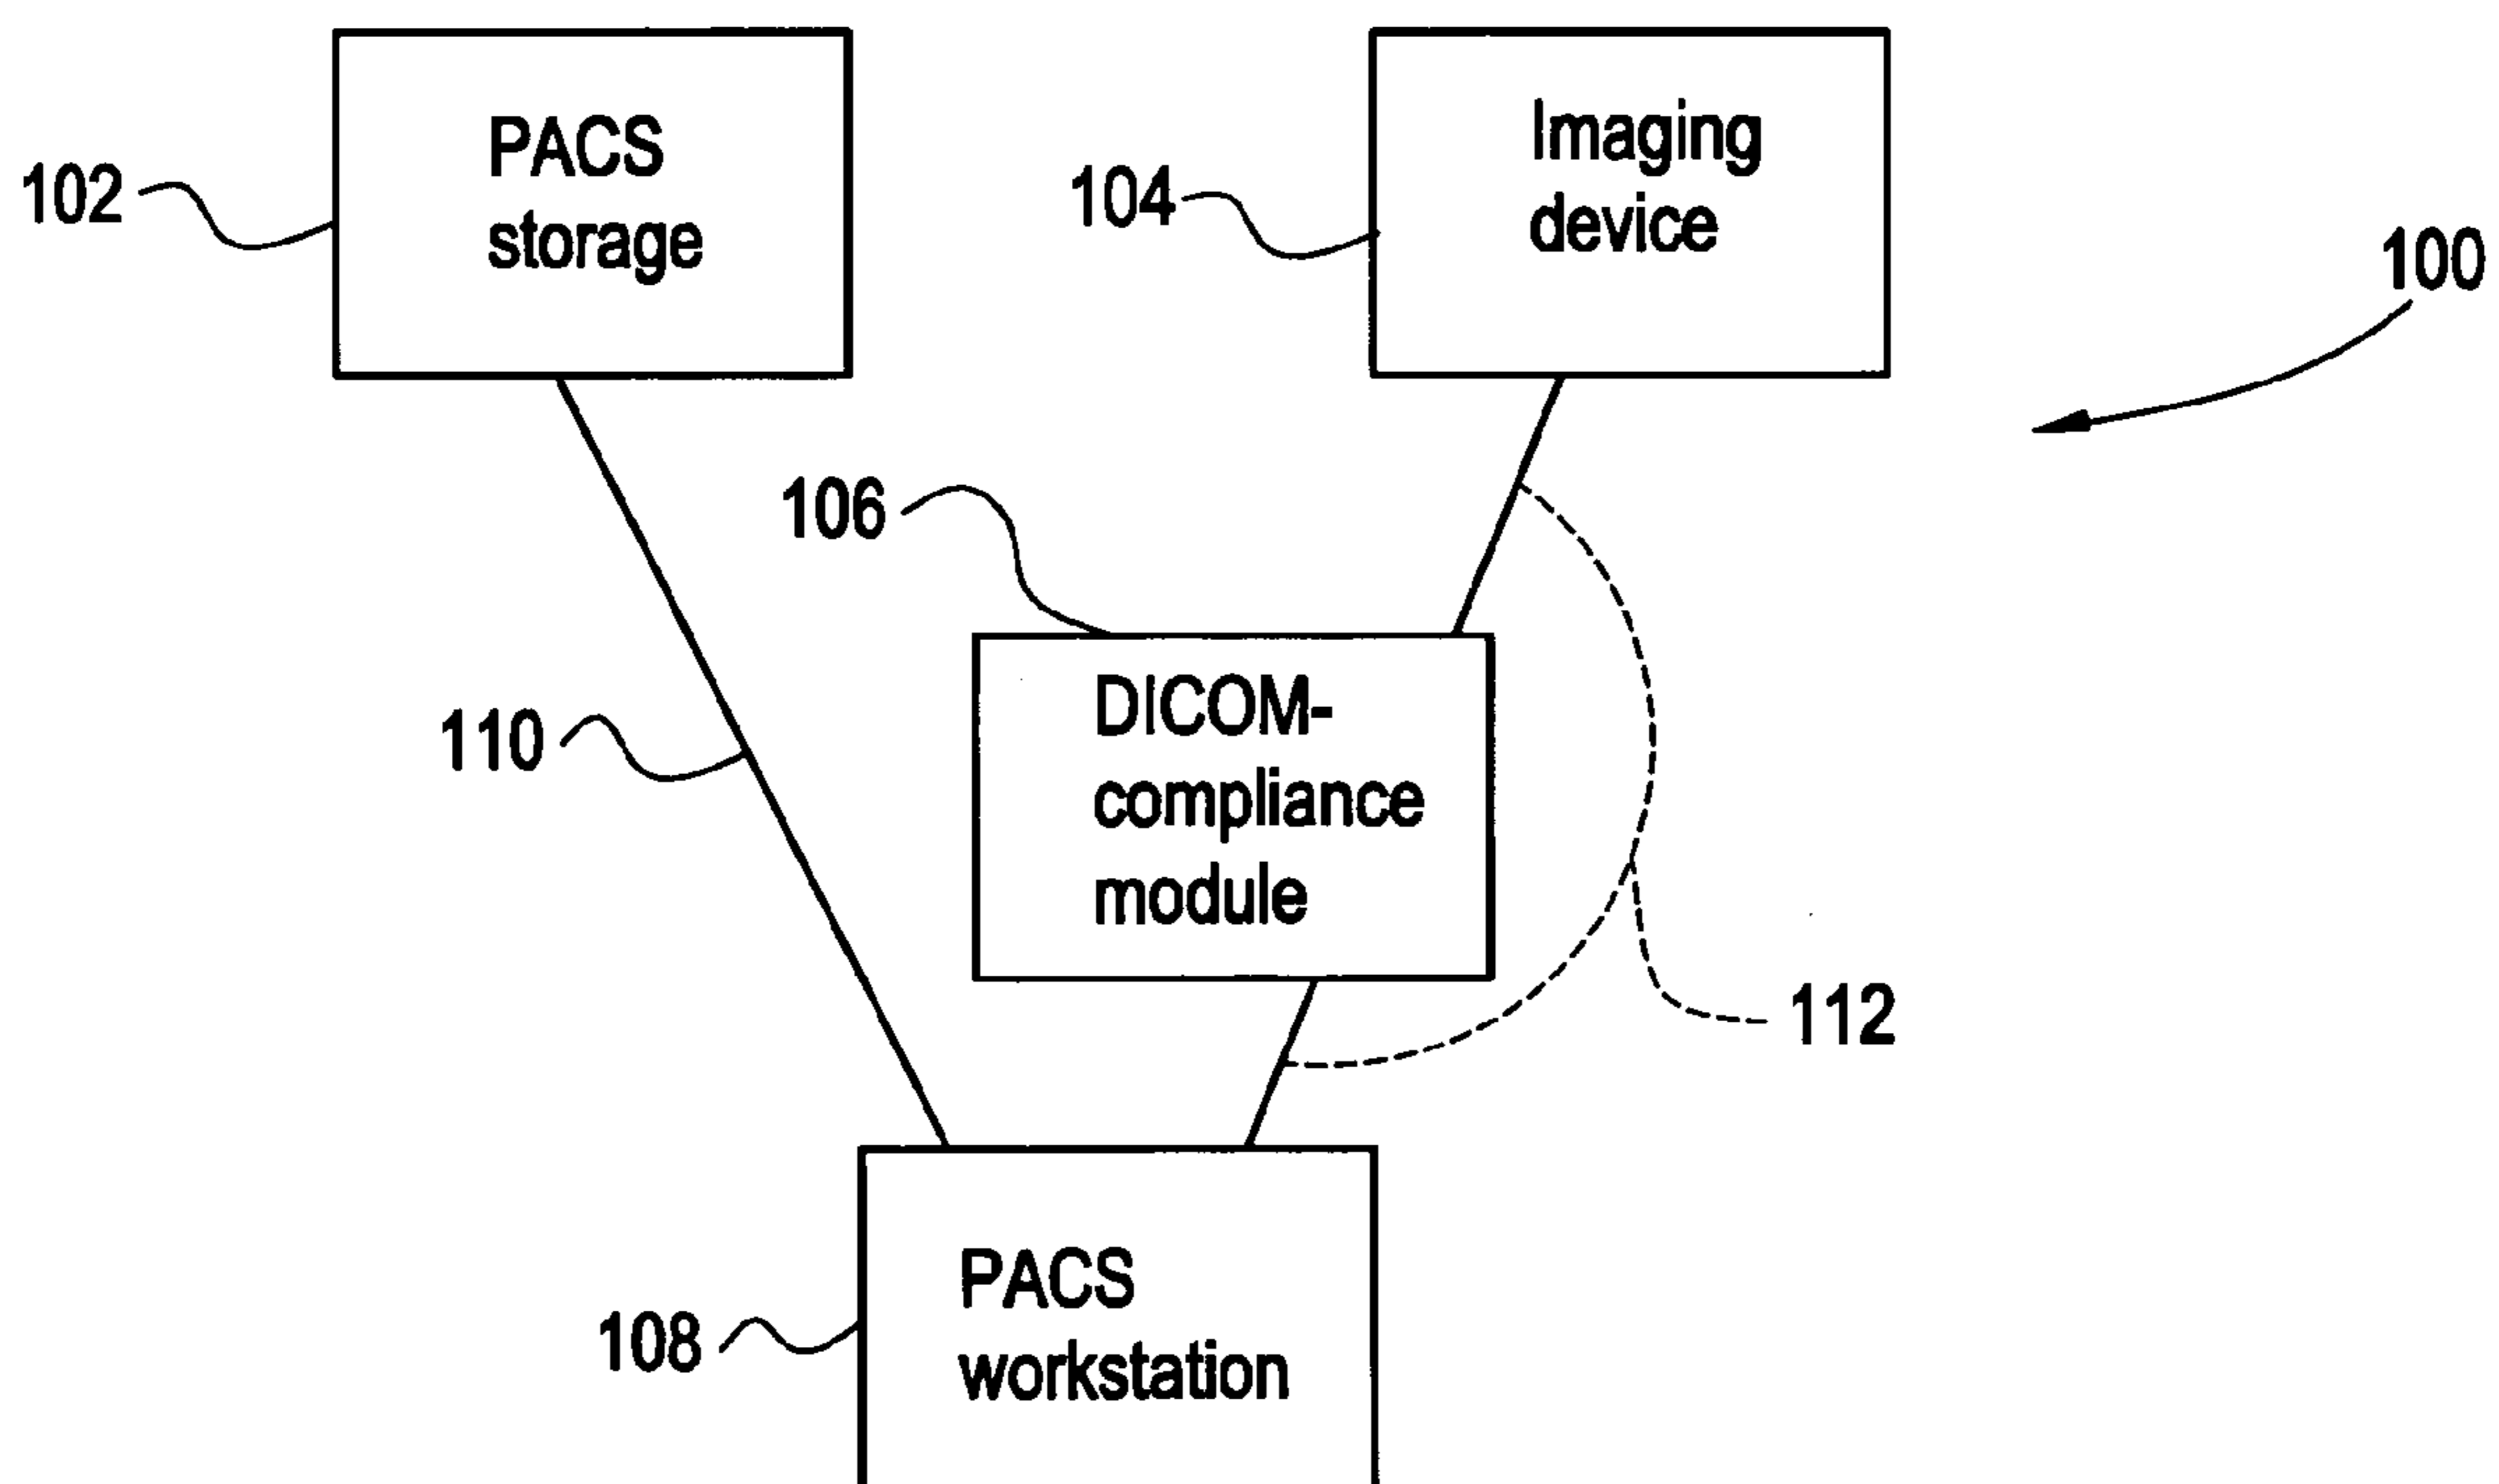 PACS
storage
102
Imaging
device
104
100
106
DICOM-
compliance
module
110
112
PACS
workstation
108